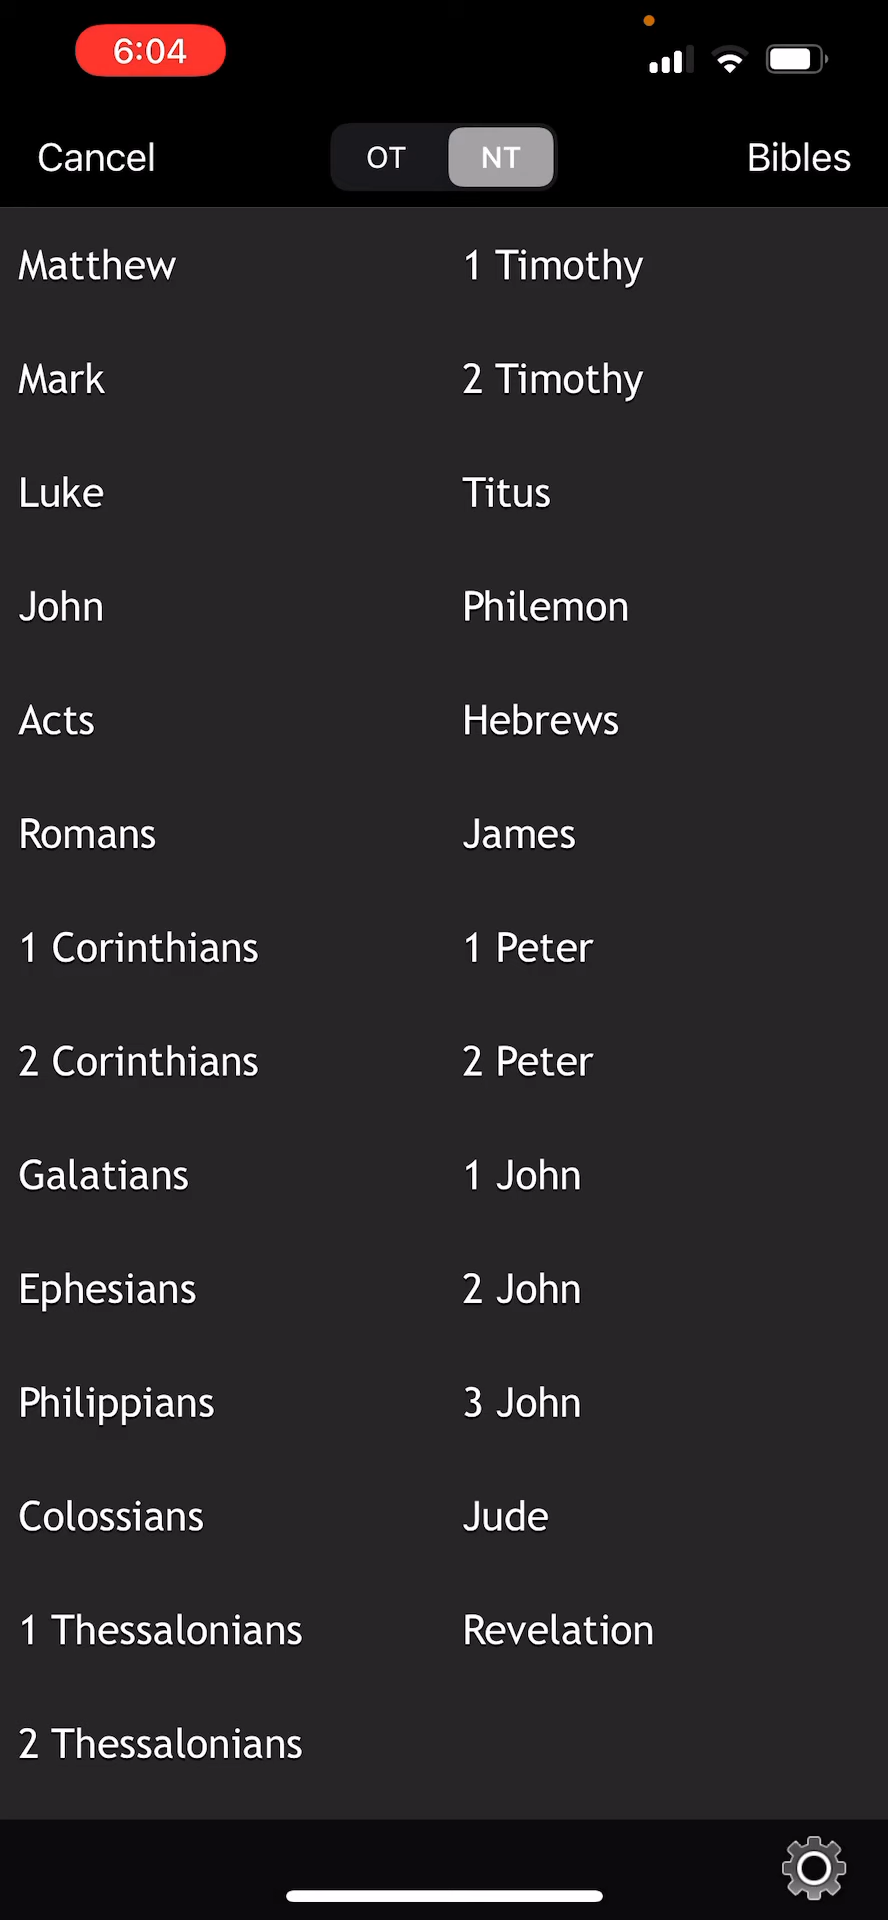 6:04
Cancel
OT
NT
Bibles
Matthew
Mark
Luke
John
Acts
Romans
1 Corinthians
2 Corinthians
Galatians
Ephesians
Philippians
Colossians
1 Thessalonians
2 Thessalonians
1 Timothy
2 Timothy
Titus
Philemon
Hebrews
James
1 Peter
2 Peter
1 John
2 John
3 John
Jude
Revelation